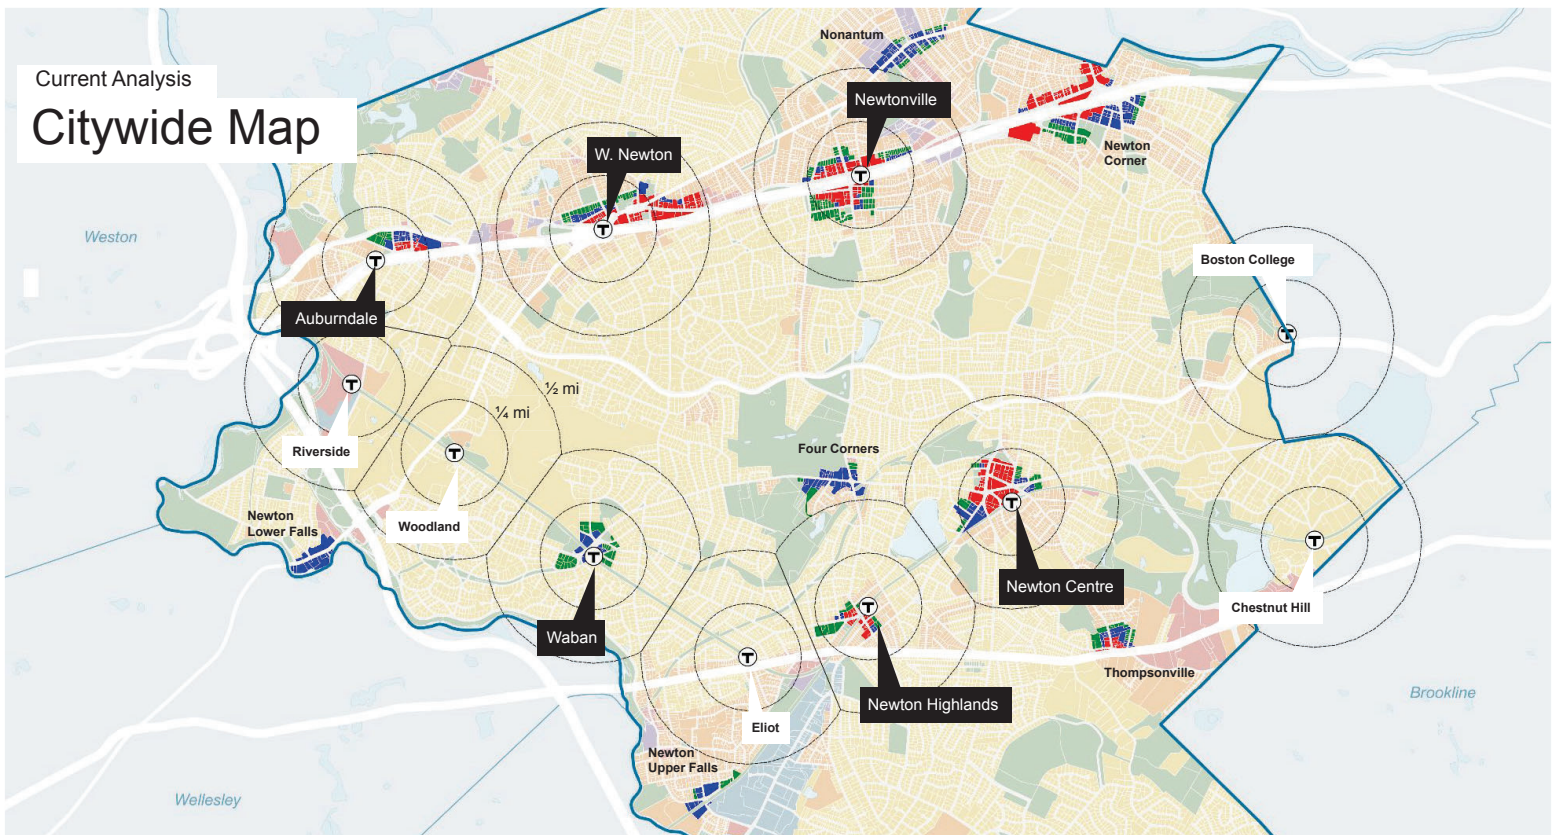 Current Analysis
Citywide Map
Nonantum
Newtonville
W. Newton
Newton
Corner
Weston
Boston College
Auburndale
½ mi
¼ mi
Riverside
Four Corners
Newton
Lower Falls
Woodland
Newton Centre
Chestnut Hill
Waban
Thompsonville
Newton Highlands
Brookline
Eliot
Newton
Upper Falls
Wellesley
T
T
T
T
T
T
T
T
T
T
T